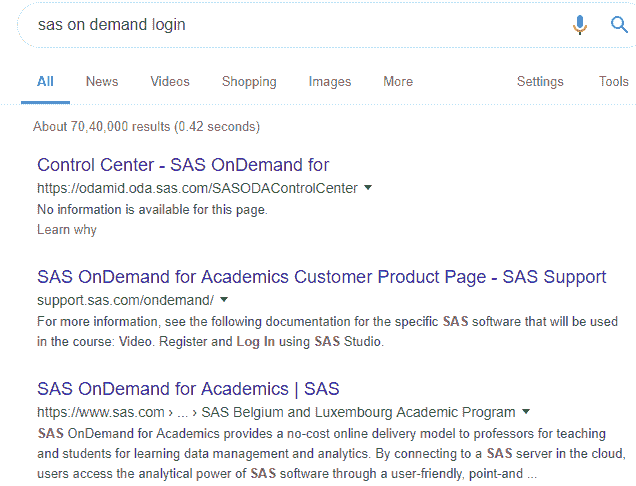 sas on demand login
All News Videos Shopping Images More Settings Tools
About 70,40,000 results (0.42 seconds)
Control Center - SAS OnDemand for
https://odamid.oda.sas.com/SASODAControlCenter
No information is available for this page.
Learn why
SAS OnDemand for Academics Customer Product Page - SAS Support
support.sas.com/ondemand/
For more information, see the following documentation for the specific SAS software that will be used
in the course: Video. Register and Log In using SAS Studio.
SAS OnDemand for Academics | SAS
https://www.sas.com › ... › SAS Belgium and Luxembourg Academic Program
SAS OnDemand for Academics provides a no-cost online delivery model to professors for teaching
and students for learning data management and analytics. By connecting to a SAS server in the cloud,
users access the analytical power of SAS software through a user-friendly, point-and ...